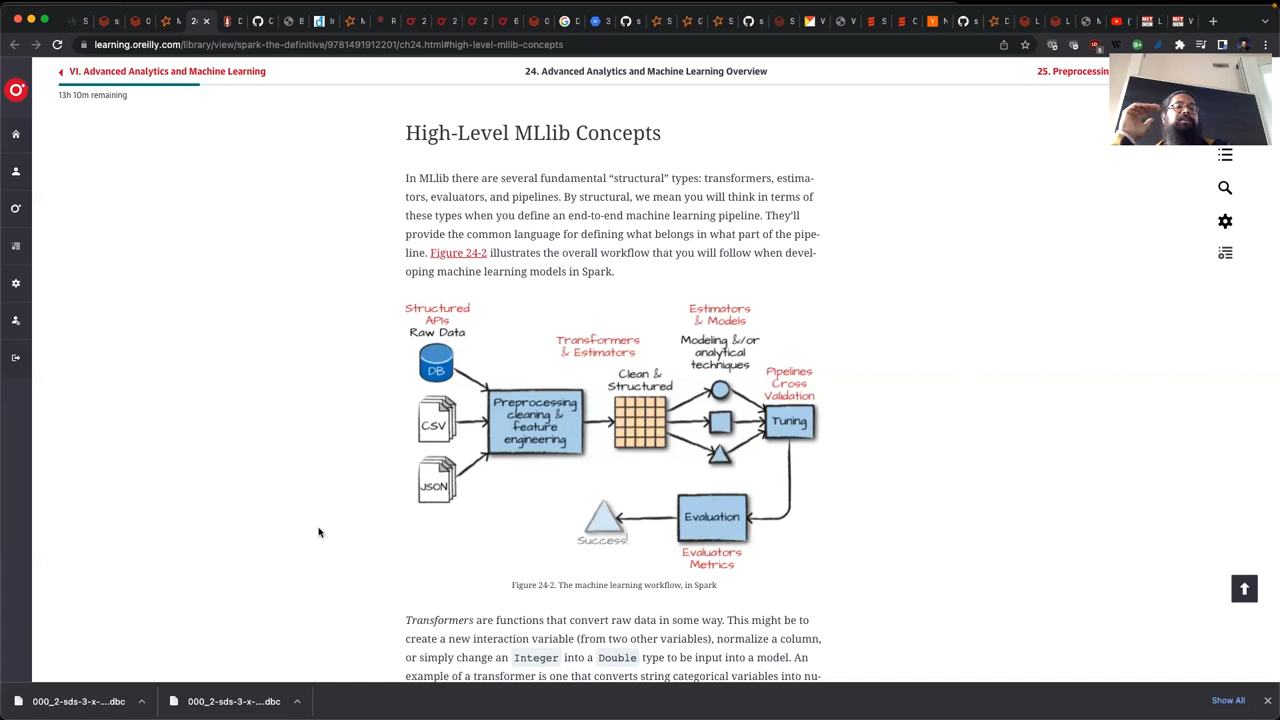 24
learning.oreilly.com/library/view/spark-the-definitive/9781491912201/ch24.html#high-level-mllib-concepts
VI. Advanced Analytics and Machine Learning
24. Advanced Analytics and Machine Learning Overview
25. Preprocessin
13h 10m remaining
High-Level MLlib Concepts
In MLlib there are several fundamental “structural” types: transformers, estima-
tors, evaluators, and pipelines. By structural, we mean you will think in terms of
these types when you define an end-to-end machine learning pipeline. They’ll
provide the common language for defining what belongs in what part of the pipe-
line. Figure 24-2 illustrates the overall workflow that you will follow when devel-
oping machine learning models in Spark.
Structured
APIs
Raw Data
DB
CSV
JSON
Preprocessing
cleaning &
feature
engineering
Transformers
& Estimators
Clean &
Structured
Estimators
& Models
Modeling &/or
analytical
techniques
Pipelines
Cross
Validation
Tuning
Evaluation
Evaluators
Metrics
Success!
Figure 24-2. The machine learning workflow, in Spark
Transformers are functions that convert raw data in some way. This might be to
create a new interaction variable (from two other variables), normalize a column,
or simply change an Integer into a Double type to be input into a model. An
example of a transformer is one that converts string categorical variables into nu-
000_2-sds-3-x-....dbc
000_2-sds-3-x-....dbc
Show All